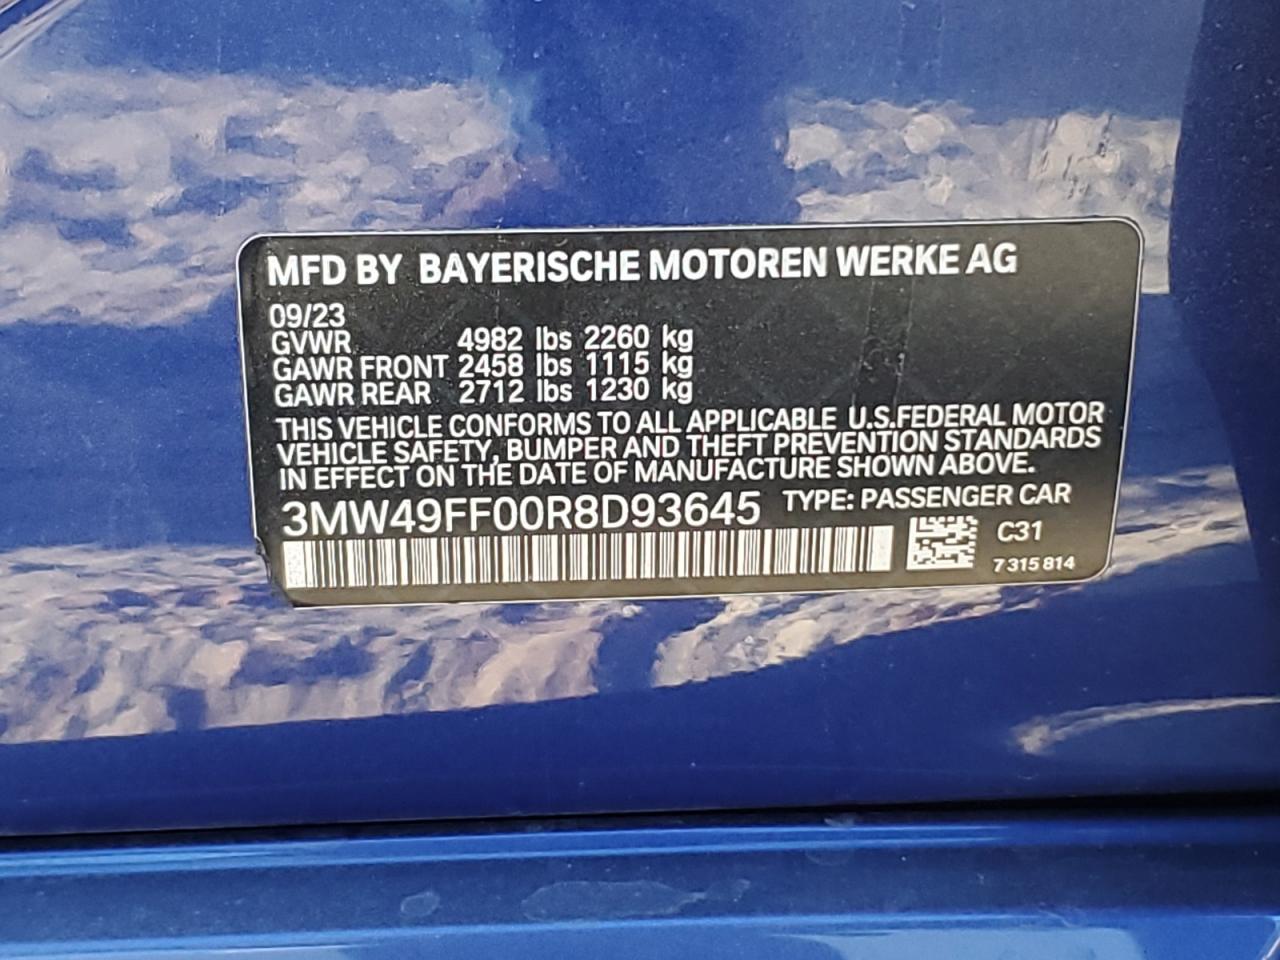 MFD BY BAYERISCHE MOTOREN WERKE AG
09/23
GVWR 4982 lbs 2260 kg
GAWR FRONT 2458 lbs 1115 kg
GAWR REAR 2712 lbs 1230 kg
THIS VEHICLE CONFORMS TO ALL APPLICABLE U.S.FEDERAL MOTOR
VEHICLE SAFETY, BUMPER AND THEFT PREVENTION STANDARDS
IN EFFECT ON THE DATE OF MANUFACTURE SHOWN ABOVE.
3MW49FF00R8D93645 TYPE: PASSENGER CAR
C31
7 315 814